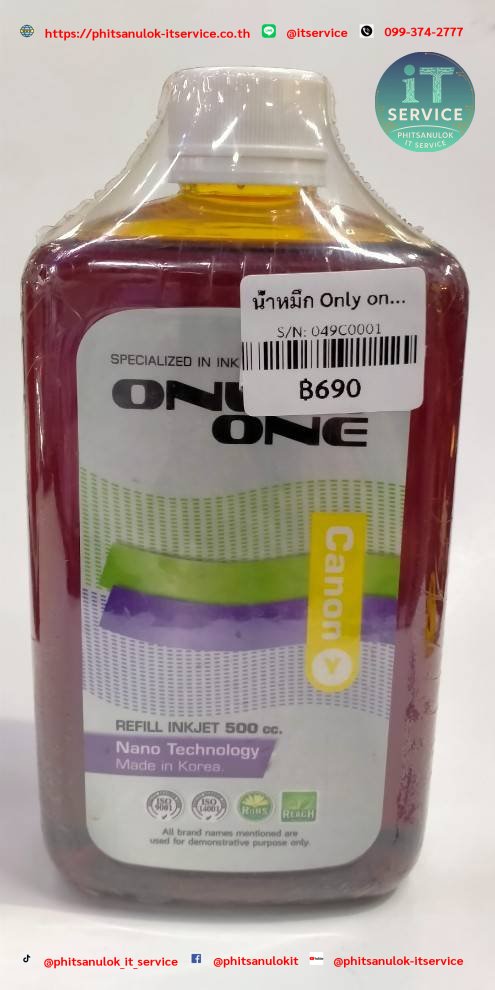 https://phitsanulok-itservice.co.th @itservice 099-374-2777
iT
SERVICE
PHITSANULOK
IT SERVICE
น้ำหมึก Only on...
S/N: 049C0001
฿690
SPECIALIZED IN INK
ONE
Canon Y
REFILL INKJET 500 cc.
Nano Technology
Made in Korea.
ISO 9001 ISO 14001 RoHS REACH
All brand names mentioned are
used for demonstrative purpose only.
@phitsanulok_it_service @phitsanulokit @phitsanulok-itservice